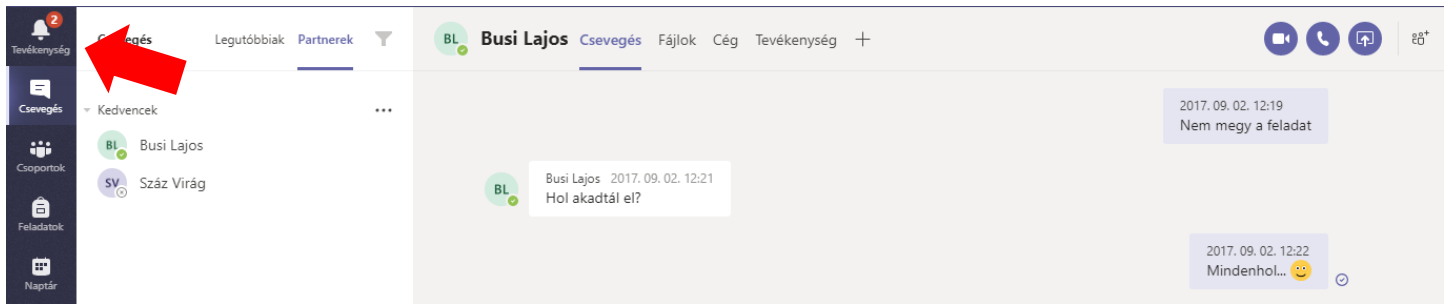 2
Tevékenység
Csevegés
Csoportok
Feladatok
Naptár
Legutóbbiak Partnerek
Kedvencek
BL Busi Lajos
SV Száz Virág
BL Busi Lajos Csevegés Fájlok Cég Tevékenység +
2017. 09. 02. 12:19
Nem megy a feladat
BL
Busi Lajos 2017. 09. 02. 12:21
Hol akadtál el?
2017. 09. 02. 12:22
Mindenhol... 🙂